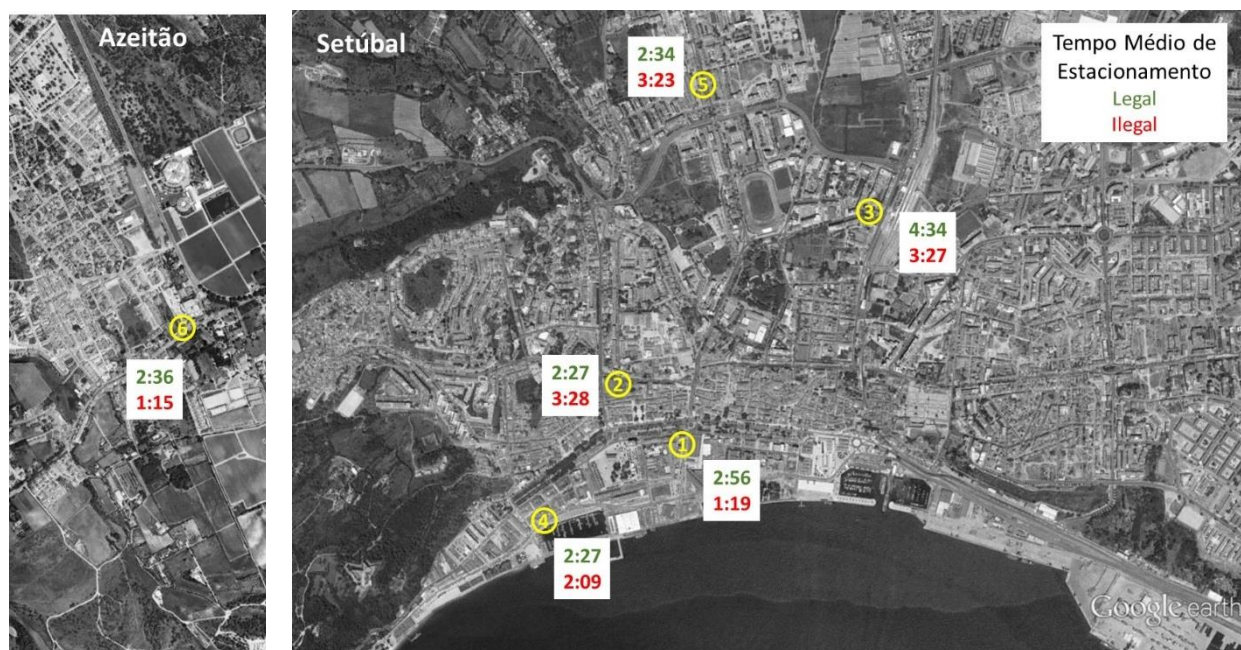 Azeitão
6
2:36
1:15
Setúbal
2:34
3:23
5
Tempo Médio de
Estacionamento
Legal
Ilegal
3
4:34
3:27
2:27
3:28
2
1
2:56
1:19
4
2:27
2:09
Google earth